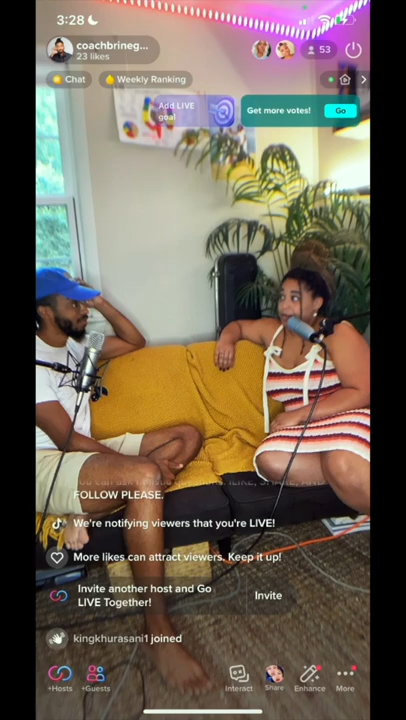 3:28
coachbrineg...
23 likes
53
Chat
Weekly Ranking
Add LIVE
goal
Get more votes!
Go
FOLLOW PLEASE.
We're notifying viewers that you're LIVE!
More likes can attract viewers. Keep it up!
Invite another host and Go
LIVE Together!
Invite
kingkhurasani1 joined
+Hosts
+Guests
Interact
Share
Enhance
More